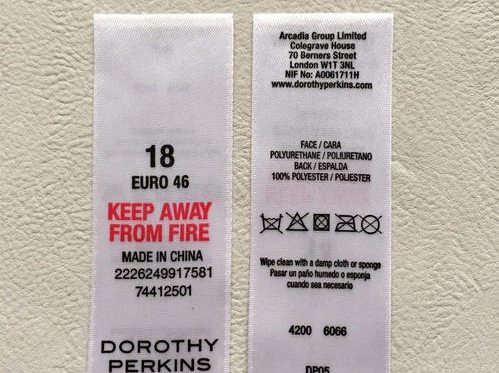 18
EURO 46
KEEP AWAY
FROM FIRE
MADE IN CHINA
2226249917581
74412501
DOROTHY
PERKINS
Arcadia Group Limited
Colegrave House
70 Berners Street
London W1T 3NL
NIF No: A0061711H
www.dorothyperkins.com
FACE / CARA
POLYURETHANE / POLIURETANO
BACK / ESPALDA
100% POLYESTER / POLIESTER
Wipe clean with a damp cloth or sponge
Pasar un paño humedo o esponja
cuando sea necesario
4200 6066
DP05